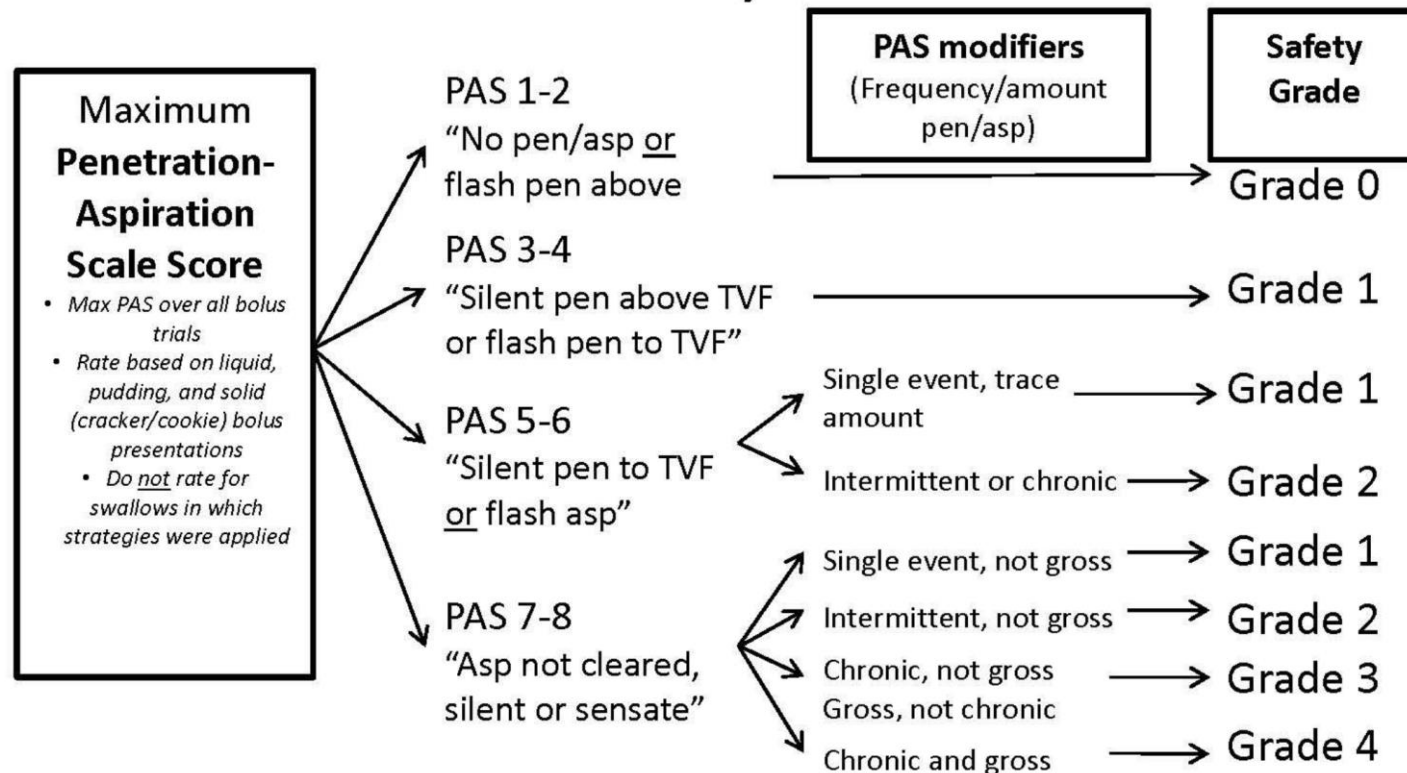 Maximum
Penetration-
Aspiration
Scale Score
• Max PAS over all bolus
trials
• Rate based on liquid,
pudding, and solid
(cracker/cookie) bolus
presentations
• Do not rate for
swallows in which
strategies were applied
PAS 1-2
“No pen/asp or
flash pen above
PAS 3-4
“Silent pen above TVF
or flash pen to TVF”
PAS 5-6
“Silent pen to TVF
or flash asp”
PAS 7-8
“Asp not cleared,
silent or sensate”
PAS modifiers
(Frequency/amount
pen/asp)
Single event, trace
amount
Intermittent or chronic
Single event, not gross
Intermittent, not gross
Chronic, not gross
Gross, not chronic
Chronic and gross
Safety
Grade
Grade 0
Grade 1
Grade 1
Grade 2
Grade 1
Grade 2
Grade 3
Grade 4